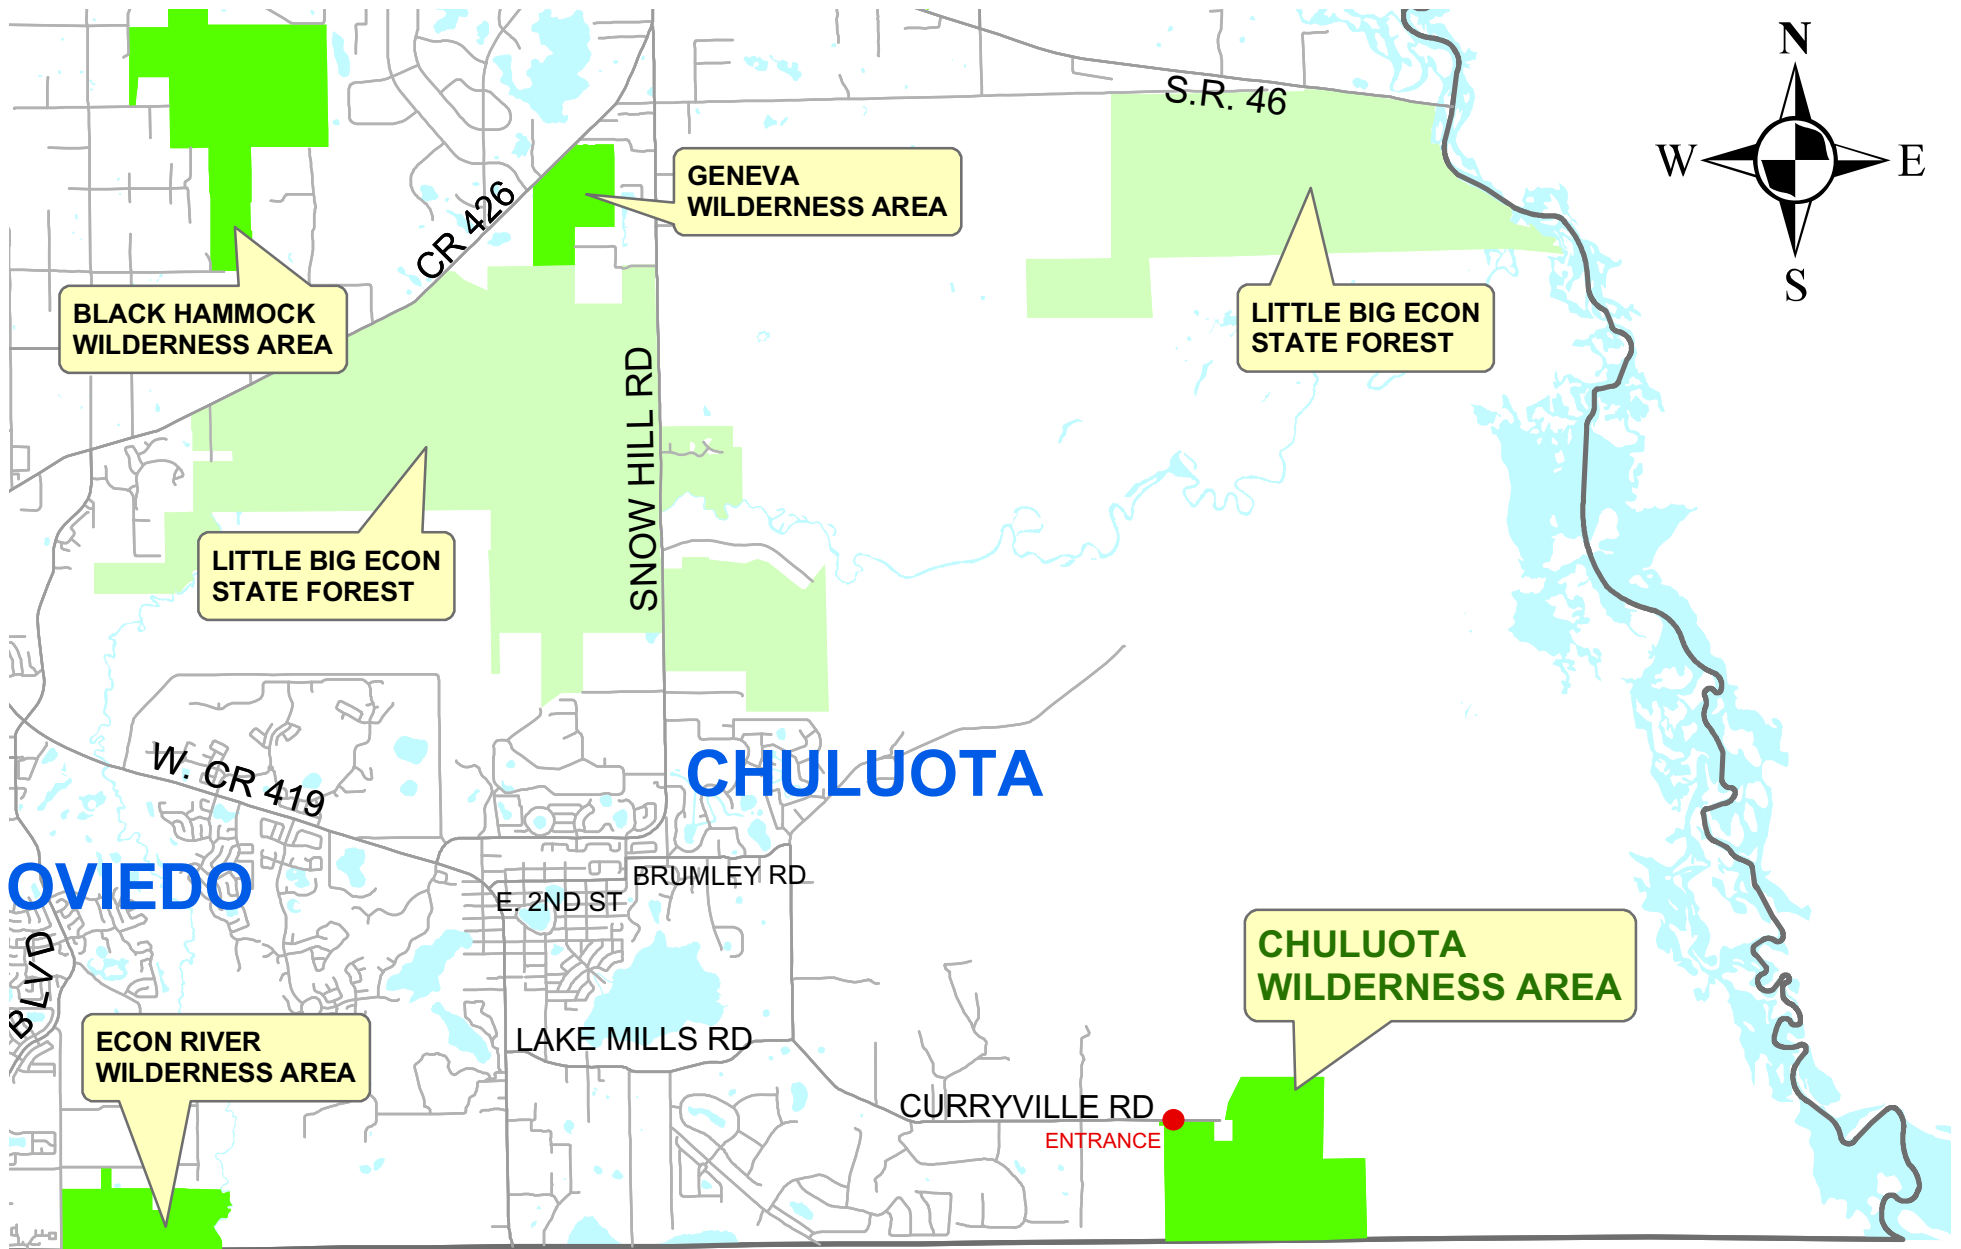 N
S.R. 46
W
E
GENEVA
WILDERNESS AREA
CR 426
S
BLACK HAMMOCK
WILDERNESS AREA
LITTLE BIG ECON
STATE FOREST
SNOW HILL RD
LITTLE BIG ECON
STATE FOREST
W. CR 419
CHULUOTA
OVIEDO
BRUMLEY RD
E. 2ND ST
CHULUOTA
WILDERNESS AREA
B LVD
LAKE MILLS RD
ECON RIVER
WILDERNESS AREA
CURRYVILLE RD
ENTRANCE